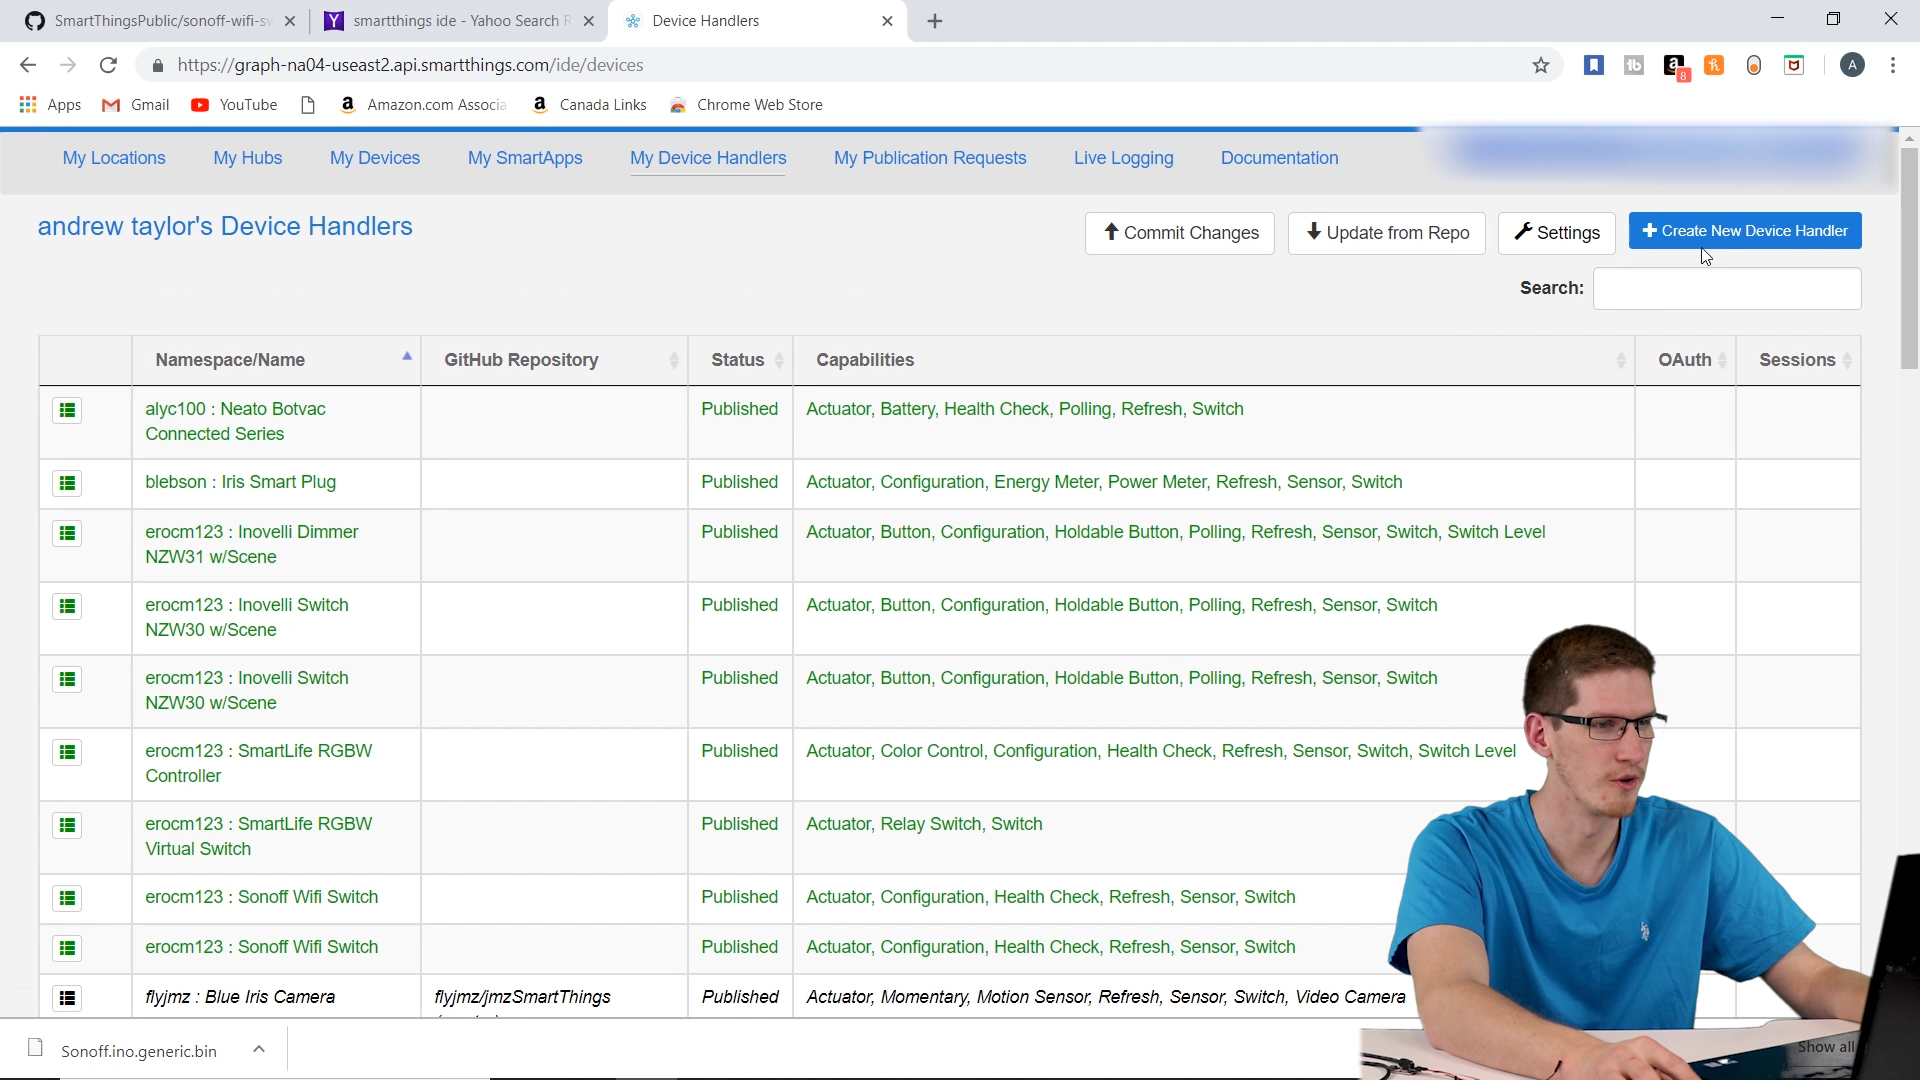 SmartThingsPublic/sonoff-wifi-sw
smartthings ide - Yahoo Search R
Device Handlers
https://graph-na04-useast2.api.smartthings.com/ide/devices
8
A
Apps
Gmail
YouTube
Amazon.com Associa
Canada Links
Chrome Web Store
My Locations
My Hubs
My Devices
My SmartApps
My Device Handlers
My Publication Requests
Live Logging
Documentation
andrew taylor's Device Handlers
Commit Changes
Update from Repo
Settings
Create New Device Handler
Search:
Namespace/Name
GitHub Repository
Status
Capabilities
OAuth
Sessions
alyc100 : Neato Botvac
Connected Series
Published
Actuator, Battery, Health Check, Polling, Refresh, Switch
blebson : Iris Smart Plug
Published
Actuator, Configuration, Energy Meter, Power Meter, Refresh, Sensor, Switch
erocm123 : Inovelli Dimmer
NZW31 w/Scene
Published
Actuator, Button, Configuration, Holdable Button, Polling, Refresh, Sensor, Switch, Switch Level
erocm123 : Inovelli Switch
NZW30 w/Scene
Published
Actuator, Button, Configuration, Holdable Button, Polling, Refresh, Sensor, Switch
erocm123 : Inovelli Switch
NZW30 w/Scene
Published
Actuator, Button, Configuration, Holdable Button, Polling, Refresh, Sensor, Switch
erocm123 : SmartLife RGBW
Controller
Published
Actuator, Color Control, Configuration, Health Check, Refresh, Sensor, Switch, Switch Level
erocm123 : SmartLife RGBW
Virtual Switch
Published
Actuator, Relay Switch, Switch
erocm123 : Sonoff Wifi Switch
Published
Actuator, Configuration, Health Check, Refresh, Sensor, Switch
erocm123 : Sonoff Wifi Switch
Published
Actuator, Configuration, Health Check, Refresh, Sensor, Switch
flyjmz : Blue Iris Camera
flyjmz/jmzSmartThings
Published
Actuator, Momentary, Motion Sensor, Refresh, Sensor, Switch, Video Camera
Sonoff.ino.generic.bin
Show all